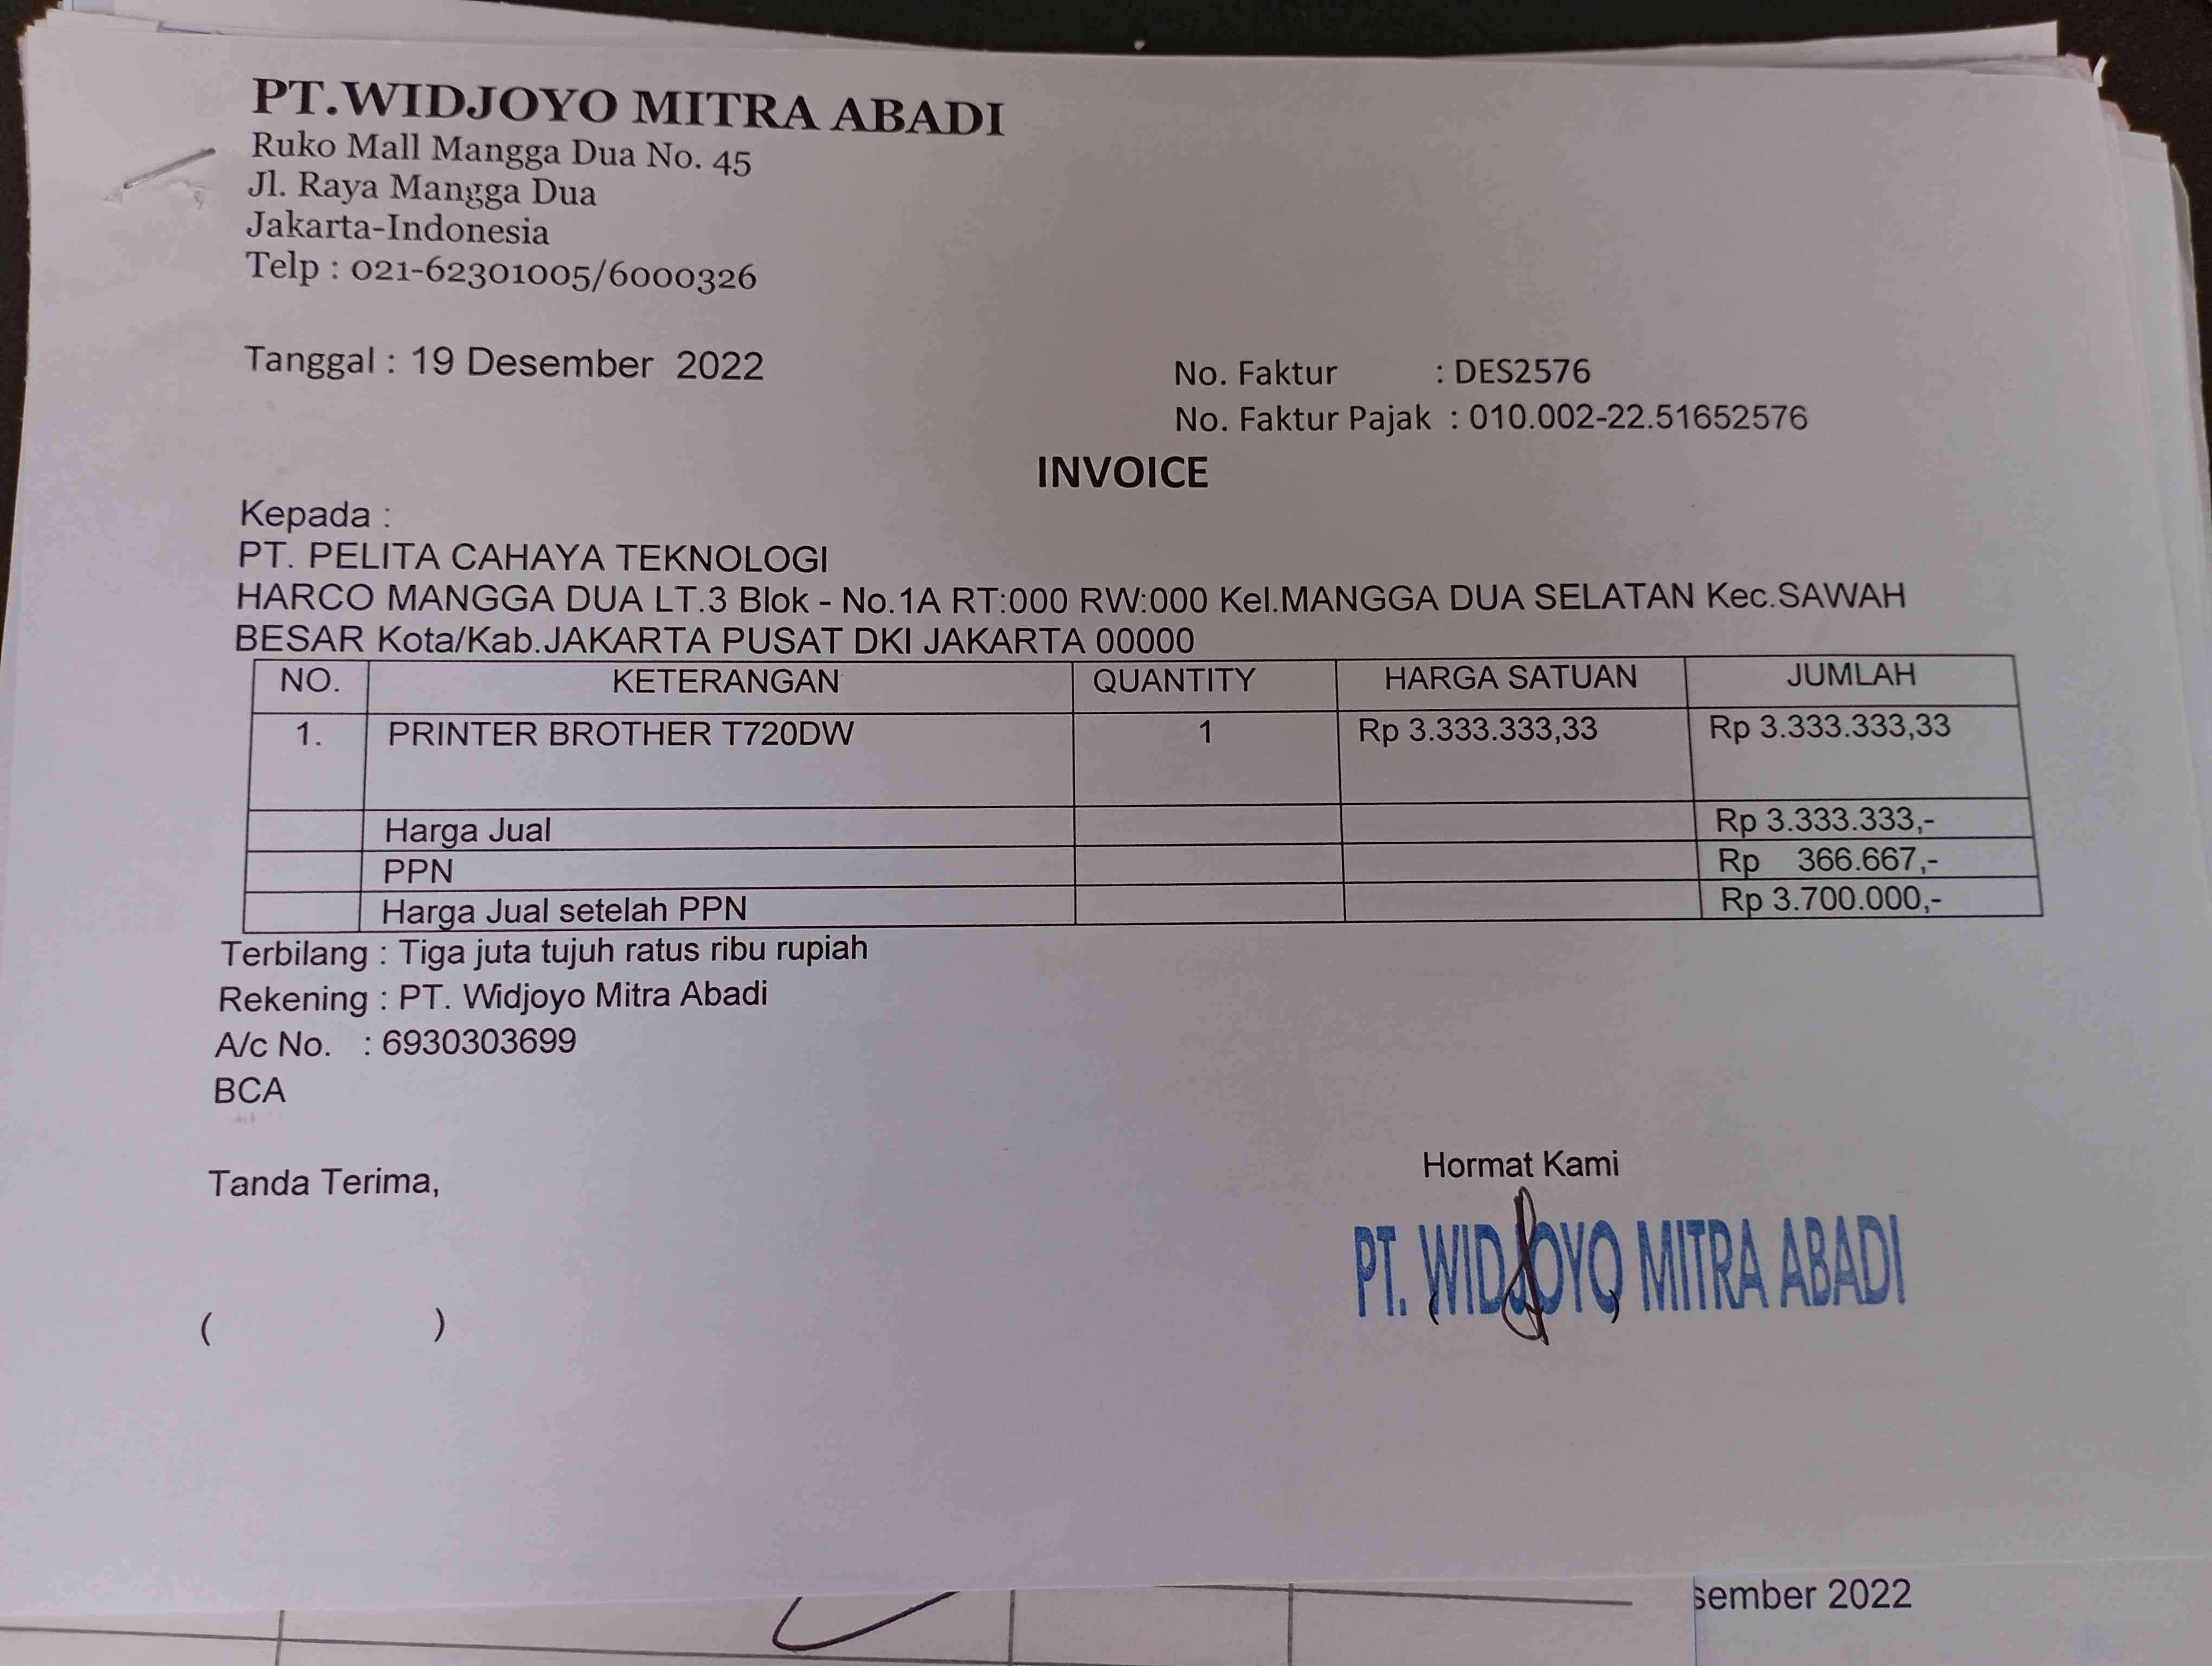 PT.WIDJOYO MITRA ABADI
Ruko Mall Mangga Dua No. 45
Jl. Raya Mangga Dua
Jakarta-Indonesia
Telp : 021-62301005/6000326
Tanggal : 19 Desember 2022
No. Faktur : DES2576
No. Faktur Pajak : 010.002-22.51652576
INVOICE
Kepada :
PT. PELITA CAHAYA TEKNOLOGI
HARCO MANGGA DUA LT.3 Blok - No.1A RT:000 RW:000 Kel.MANGGA DUA SELATAN Kec.SAWAH
BESAR Kota/Kab.JAKARTA PUSAT DKI JAKARTA 00000
NO. KETERANGAN QUANTITY HARGA SATUAN JUMLAH
1. PRINTER BROTHER T720DW 1 Rp 3.333.333,33 Rp 3.333.333,33
Harga Jual Rp 3.333.333,-
PPN Rp 366.667,-
Harga Jual setelah PPN Rp 3.700.000,-
Terbilang : Tiga juta tujuh ratus ribu rupiah
Rekening : PT. Widjoyo Mitra Abadi
A/c No. : 6930303699
BCA
Hormat Kami
Tanda Terima,
PT. WIDJOYO MITRA ABADI
( )
sember 2022